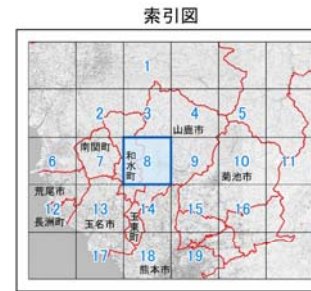 索引図
1
2 3 4 5
山鹿市
南関町
和水町
6 7 8 9 10 11
荒尾市
菊池市
12 13 14 15 16
長洲町
玉名市
玉東町
17 18 19
熊本市